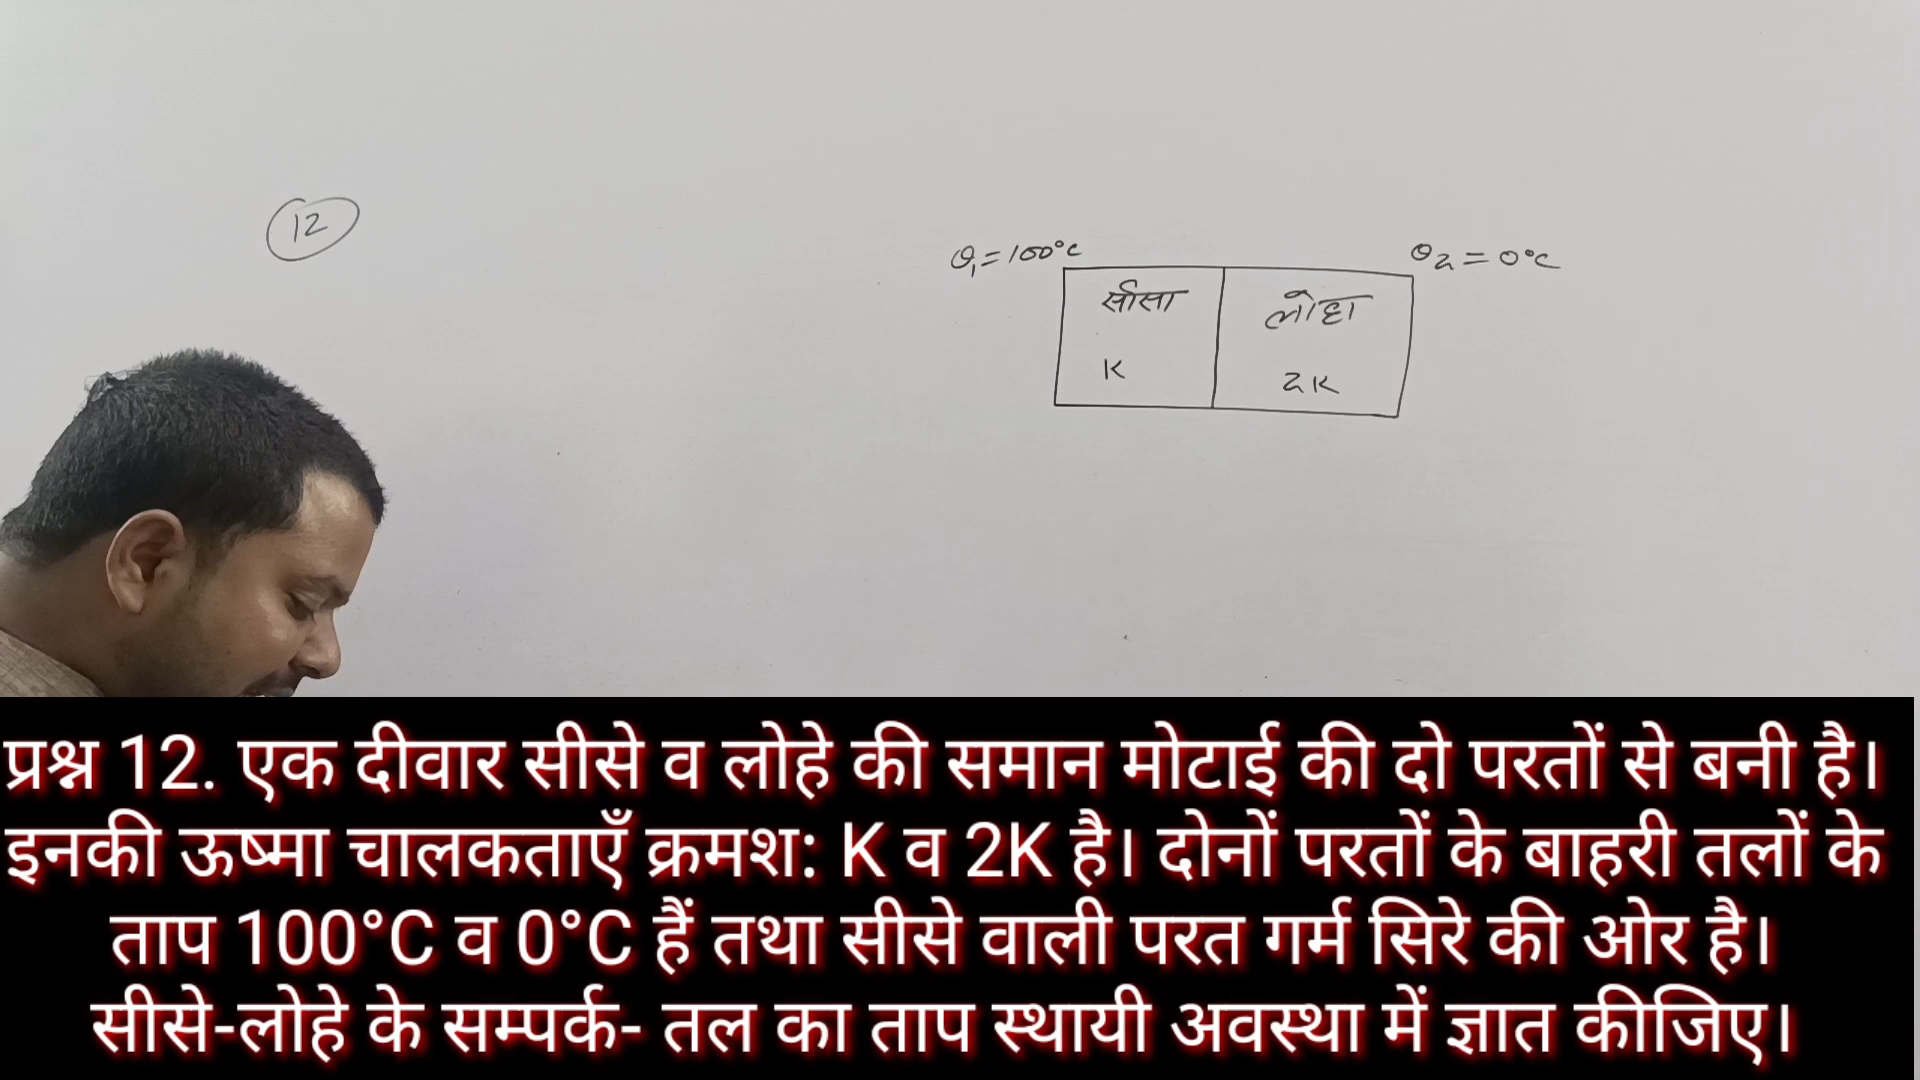 12
θ₁ = 100°C
θ₂ = 0°C
सीसा
लोहा
K
2K
प्रश्न 12. एक दीवार सीसे व लोहे की समान मोटाई की दो परतों से बनी है।
इनकी ऊष्मा चालकताएँ क्रमश: K व 2K है। दोनों परतों के बाहरी तलों के
ताप 100°C व 0°C हैं तथा सीसे वाली परत गर्म सिरे की ओर है।
सीसे-लोहे के सम्पर्क- तल का ताप स्थायी अवस्था में ज्ञात कीजिए।